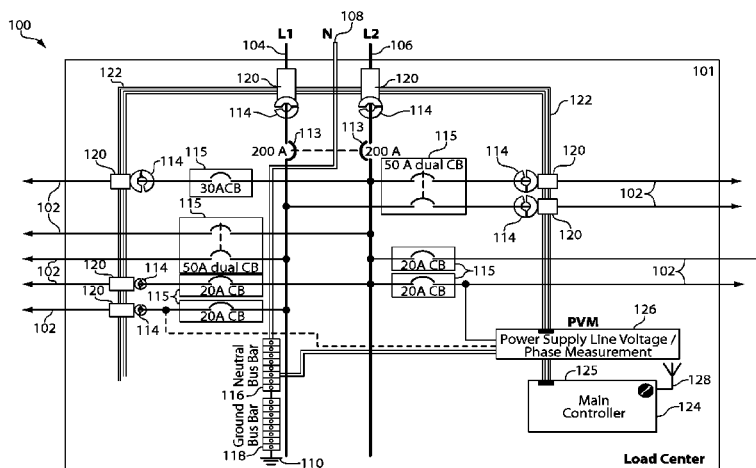 100
L1
N
108
L2
104
106
101
122
120
120
122
114
114
113
113
200 A
200 A
115
50 A dual CB
120
114
115
30ACB
114
120
102
102
115
114
120
102
50A dual CB
20A CB
115
102
120
114
20A CB
20A CB
120
115
20A CB
102
114
PVM
126
Power Supply Line Voltage /
Phase Measurement
Neutral
Bus Bar
116
125
128
Main
Controller
124
Ground
Bus Bar
118
110
Load Center